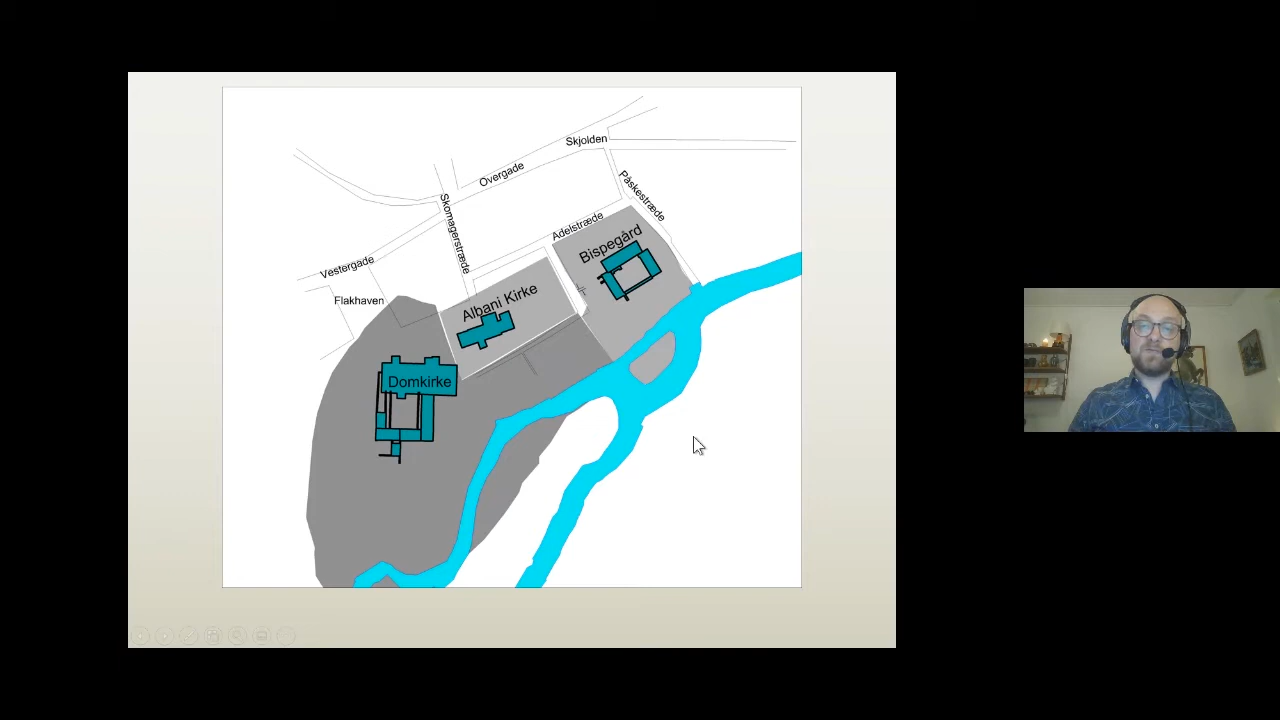 Skjolden
Overgade
Påskestræde
Skomagerstræde
Adelstræde
Bispegård
Vestergade
Flakhaven
Albani Kirke
Domkirke